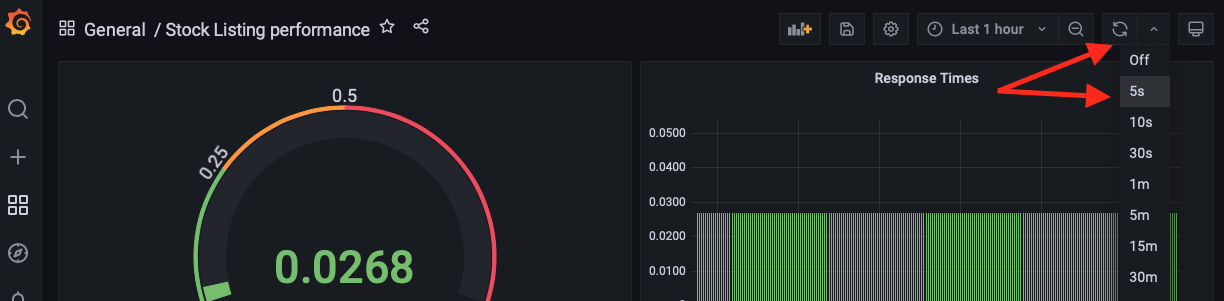 General / Stock Listing performance
Last 1 hour
Off
5s
10s
30s
1m
5m
15m
30m
0.5
0.25
0.0268
Response Times
0.0500
0.0400
0.0300
0.0200
0.0100